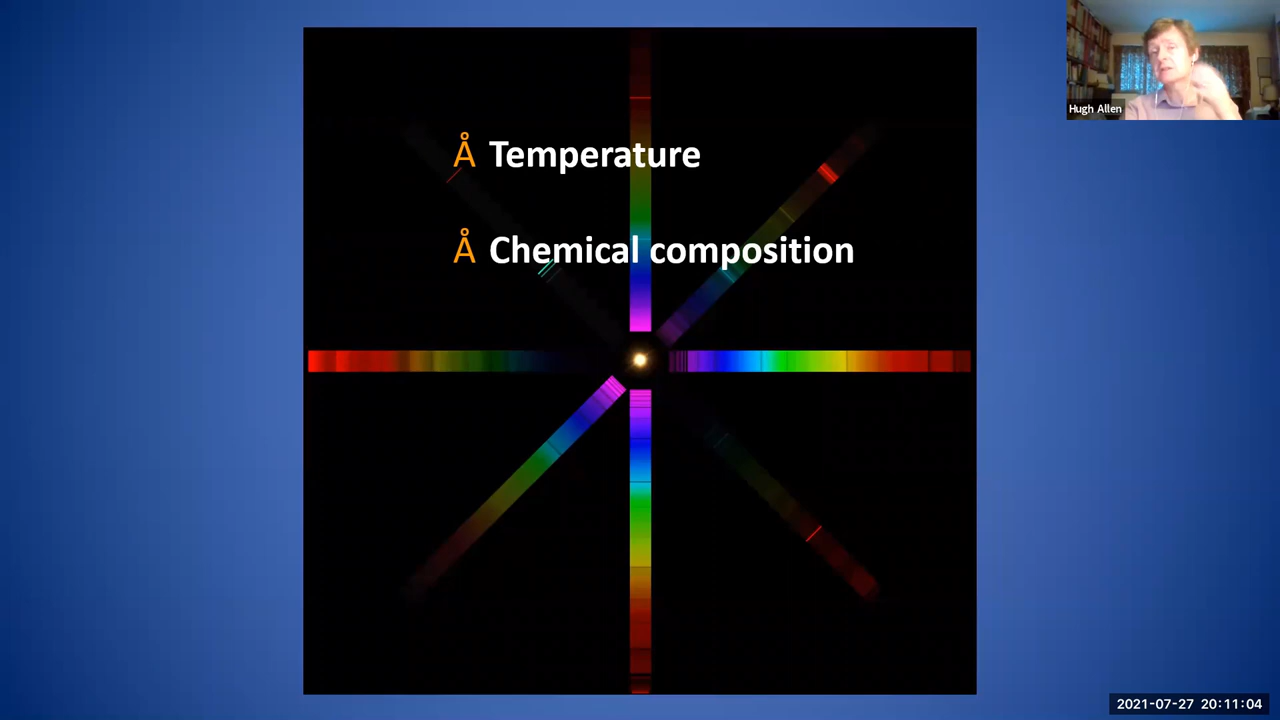 Hugh Allen
Å Temperature
Å Chemical composition
2021-07-27 20:11:04